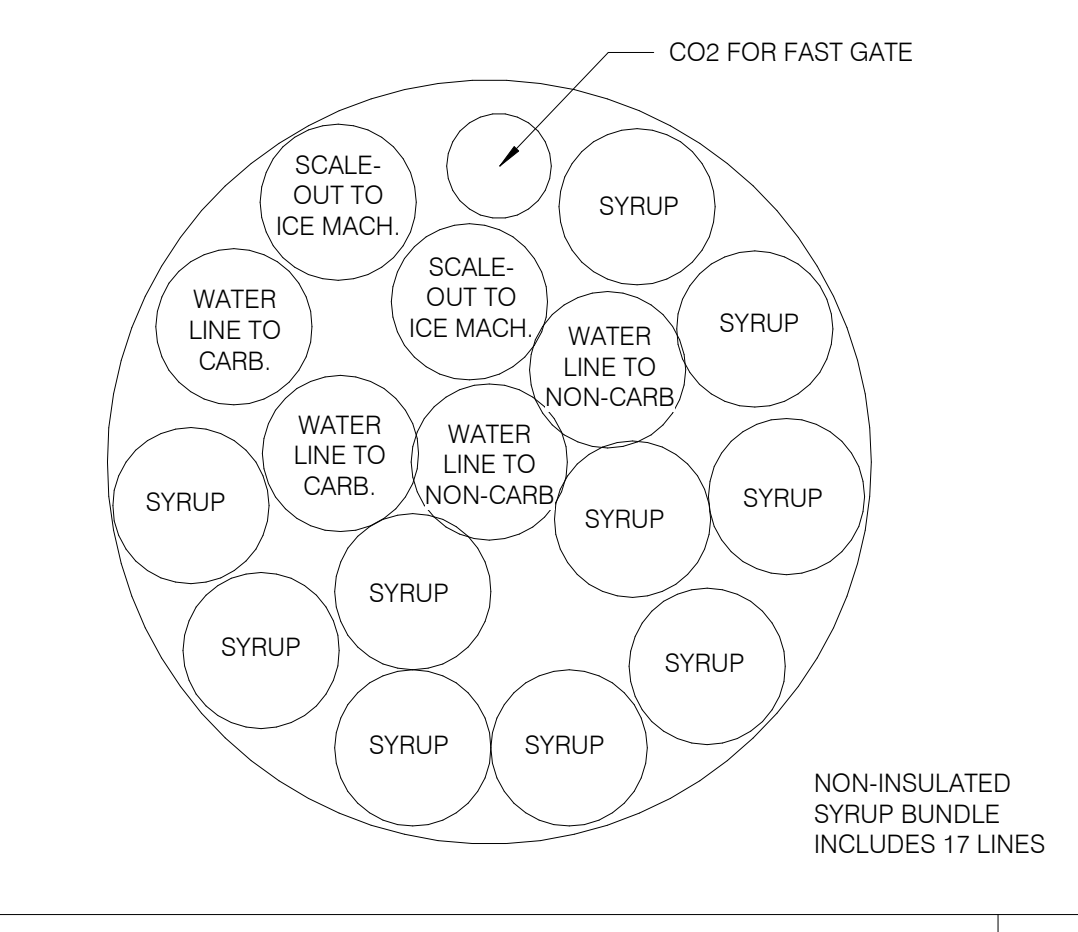 CO2 FOR FAST GATE
SCALE-
OUT TO
ICE MACH.
SYRUP
SCALE-
OUT TO
ICE MACH.
WATER
LINE TO
CARB.
WATER
LINE TO
NON-CARB
SYRUP
WATER
LINE TO
CARB.
WATER
LINE TO
NON-CARB
SYRUP
SYRUP
SYRUP
SYRUP
SYRUP
SYRUP
SYRUP
SYRUP
SYRUP
NON-INSULATED
SYRUP BUNDLE
INCLUDES 17 LINES